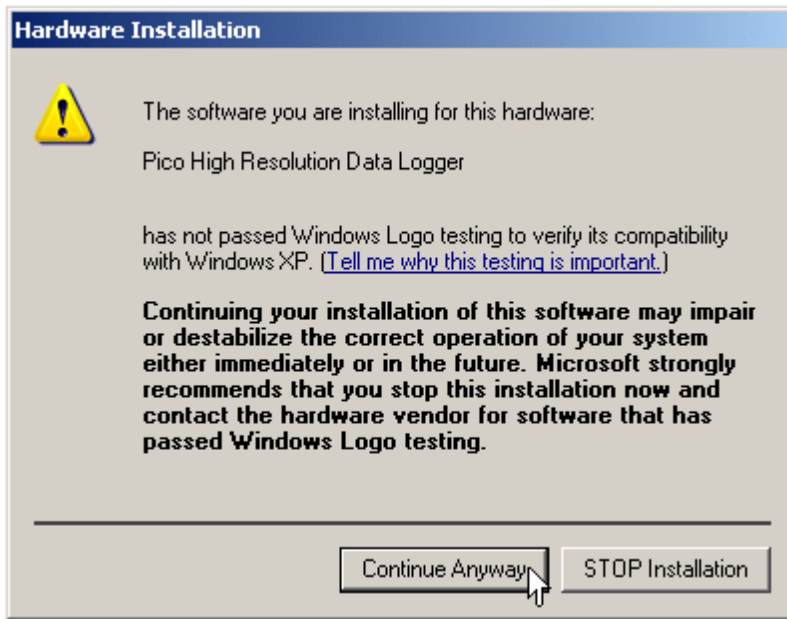 Hardware Installation
The software you are installing for this hardware:
Pico High Resolution Data Logger
has not passed Windows Logo testing to verify its compatibility
with Windows XP. (Tell me why this testing is important.)
Continuing your installation of this software may impair
or destabilize the correct operation of your system
either immediately or in the future. Microsoft strongly
recommends that you stop this installation now and
contact the hardware vendor for software that has
passed Windows Logo testing.
Continue Anyway
STOP Installation